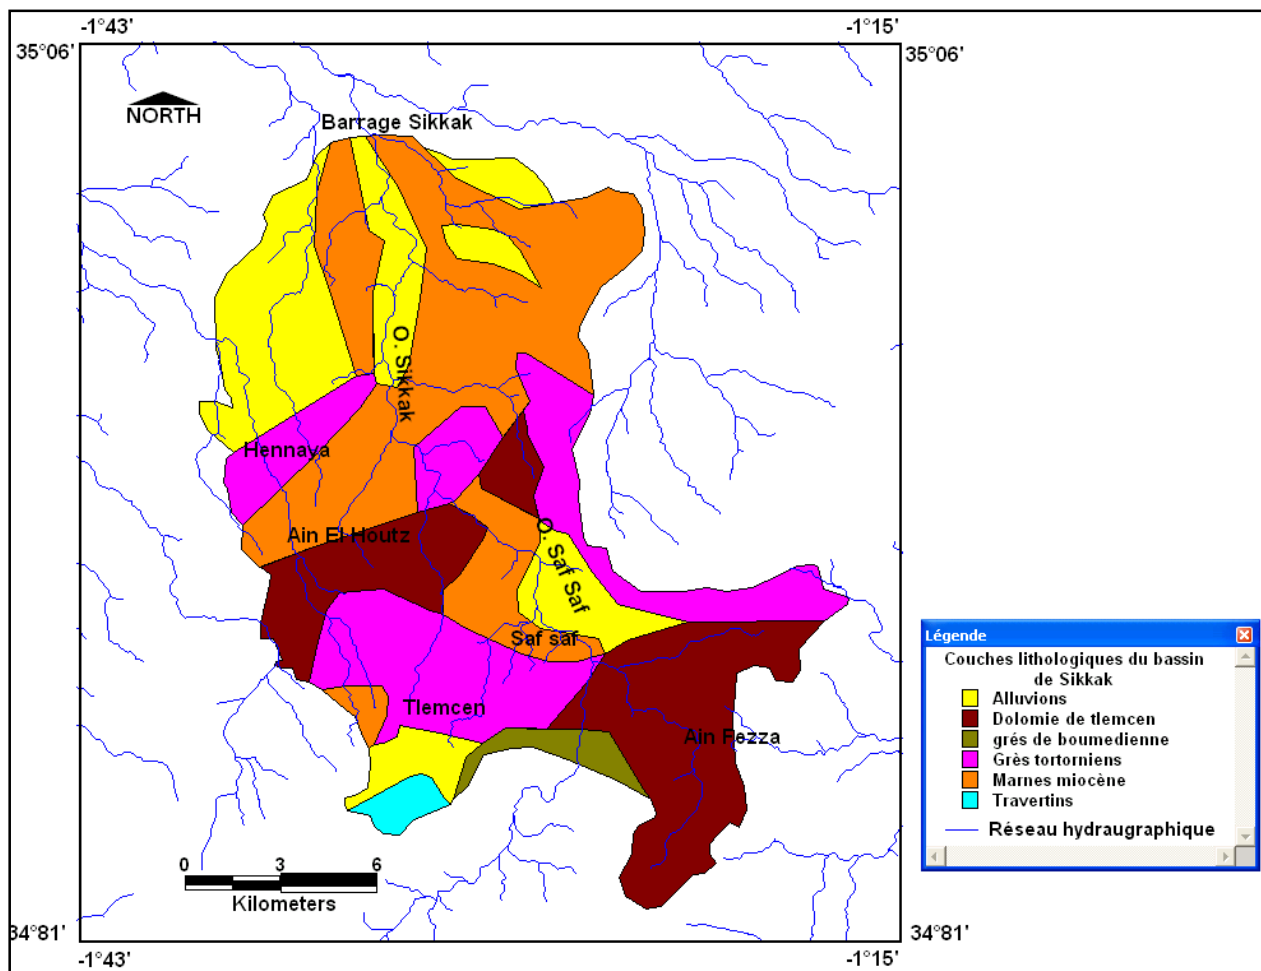 -1°43'
-1°15'
35°06'
35°06'
NORTH
Barrage Sikkak
O. Sikkak
Hennaya
Ain El Houtz
O. Saf Saf
Saf saf
Tlemcen
Ain Fezza
0 3 6
Kilometers
34°81'
34°81'
-1°43'
-1°15'
Légende
Couches lithologiques du bassin
de Sikkak
Alluvions
Dolomie de tlemcen
grés de boumedienne
Grès tortorniens
Marnes miocène
Travertins
Réseau hydraugraphique